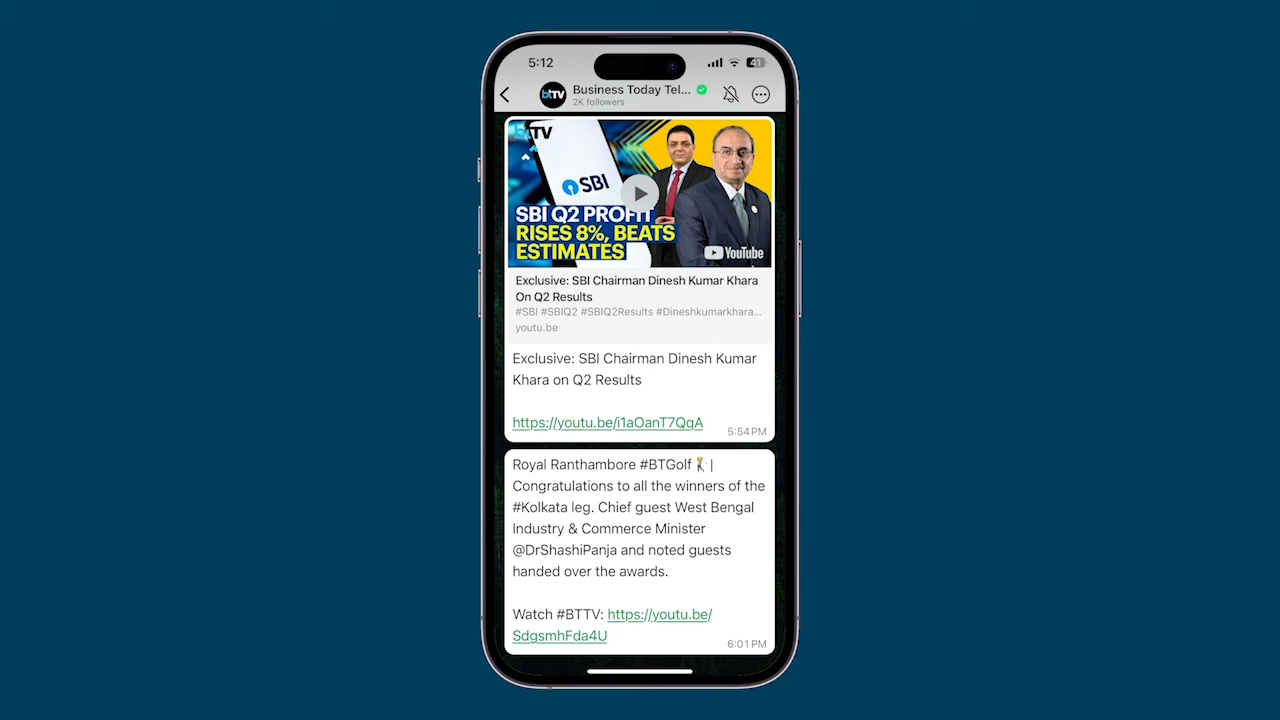 5:12
41
btTV
Business Today Tel...
2K followers
btTV
SBI
SBI Q2 PROFIT
RISES 8%, BEATS
ESTIMATES
YouTube
Exclusive: SBI Chairman Dinesh Kumar Khara
On Q2 Results
#SBI #SBIQ2 #SBIQ2Results #Dineshkumarkhara...
youtu.be
Exclusive: SBI Chairman Dinesh Kumar
Khara on Q2 Results
https://youtu.be/i1aOanT7QqA
5:54 PM
Royal Ranthambore #BTGolf🏌|
Congratulations to all the winners of the
#Kolkata leg. Chief guest West Bengal
Industry & Commerce Minister
@DrShashiPanja and noted guests
handed over the awards.
Watch #BTTV: https://youtu.be/
SdgsmhFda4U
6:01 PM